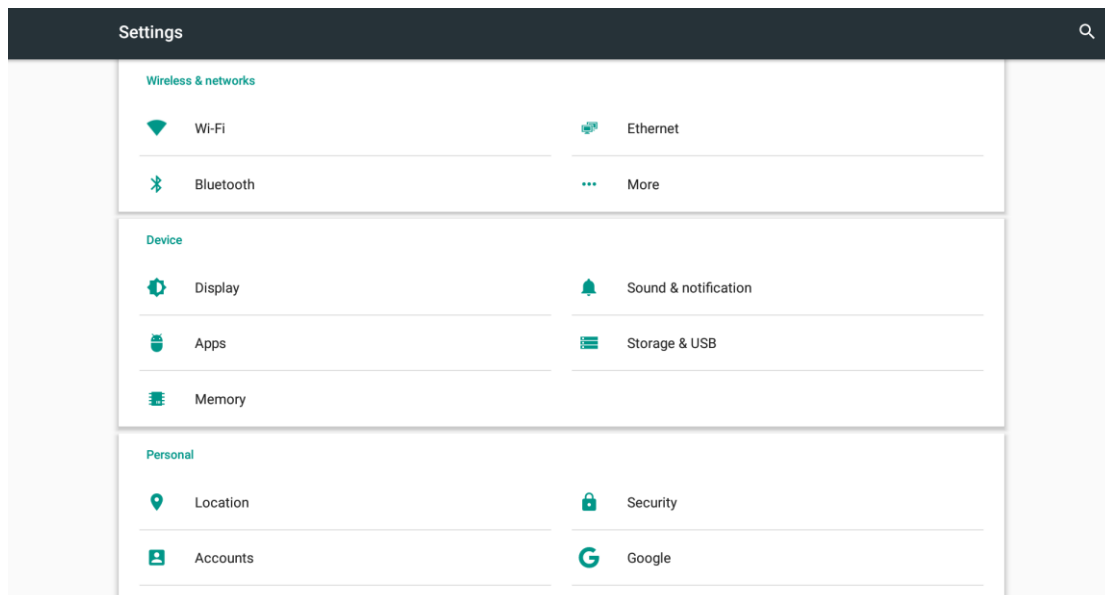 Settings
Wireless & networks
Wi-Fi
Ethernet
Bluetooth
More
Device
Display
Sound & notification
Apps
Storage & USB
Memory
Personal
Location
Security
Accounts
Google